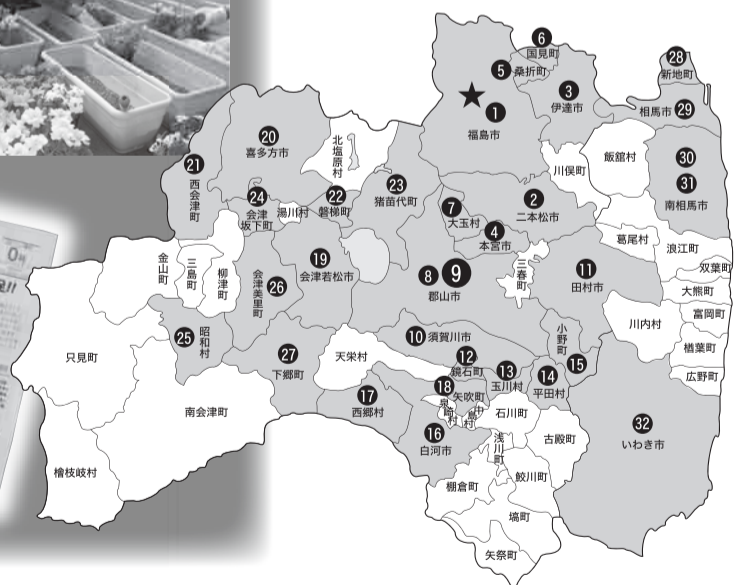 6
国見町
5 桑折町
★
1
福島市
3
伊達市
28
新地町
相馬市 29
30
31
南相馬市
飯舘村
川俣町
20
喜多方市
北塩原村
21
西会津町
24
会津坂下町
湯川村
22
磐梯町
23
猪苗代町
7
大玉村
2
二本松市
4
本宮市
葛尾村
浪江町
双葉町
大熊町
富岡町
楢葉町
広野町
川内村
三春町
11
田村市
8 9
郡山市
19
会津若松市
26
会津美里町
金山町
三島町
柳津町
只見町
25
昭和村
27
下郷町
南会津町
檜枝岐村
天栄村
10 須賀川市
12
鏡石町
13
玉川村
小野町
15
14
平田村
17
西郷村
18
矢吹町
泉崎村
中島村
石川町
16
白河市
浅川町
古殿町
32
いわき市
棚倉町
鮫川村
塙町
矢祭町